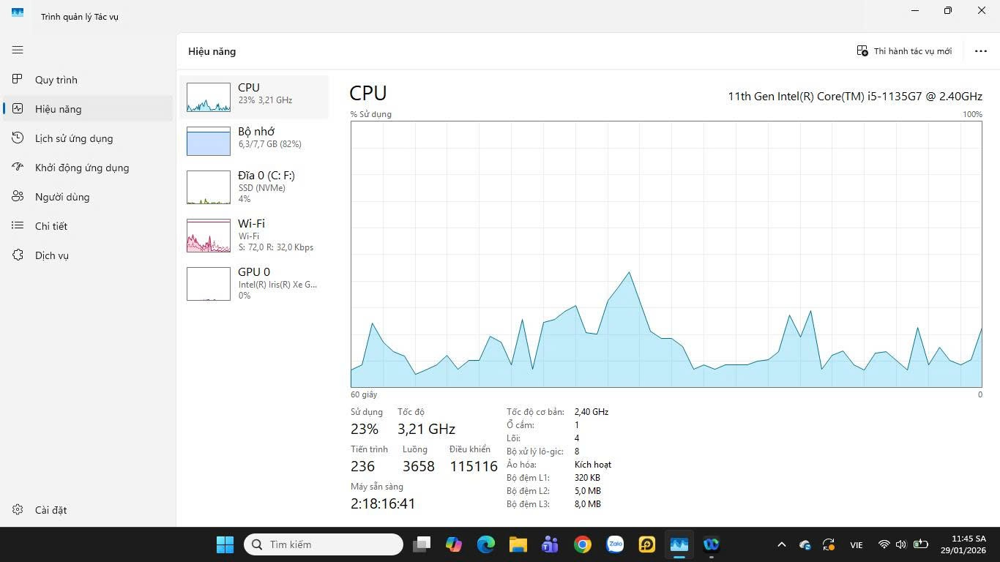 Trình quản lý Tác vụ
Hiệu năng
Thi hành tác vụ mới
Quy trình
Hiệu năng
Lịch sử ứng dụng
Khởi động ứng dụng
Người dùng
Chi tiết
Dịch vụ
Cài đặt
CPU
23% 3,21 GHz
Bộ nhớ
6,3/7,7 GB (82%)
Đĩa 0 (C: F:)
SSD (NVMe)
4%
Wi-Fi
Wi-Fi
S: 72,0 R: 32,0 Kbps
GPU 0
Intel(R) Iris(R) Xe G...
0%
CPU
11th Gen Intel(R) Core(TM) i5-1135G7 @ 2.40GHz
% Sử dụng
100%
60 giây
0
Sử dụng
Tốc độ
23%
3,21 GHz
Tiến trình
Luồng
Điều khiển
236
3658
115116
Máy sẵn sàng
2:18:16:41
Tốc độ cơ bản: 2,40 GHz
Ổ cắm: 1
Lõi: 4
Bộ xử lý lô-gic: 8
Ảo hóa: Kích hoạt
Bộ đệm L1: 320 KB
Bộ đệm L2: 5,0 MB
Bộ đệm L3: 8,0 MB
Tìm kiếm
Zalo
VIE
11:45 SA
29/01/2026